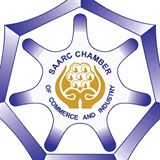 SAARC CHAMBER
OF COMMERCE AND INDUSTRY